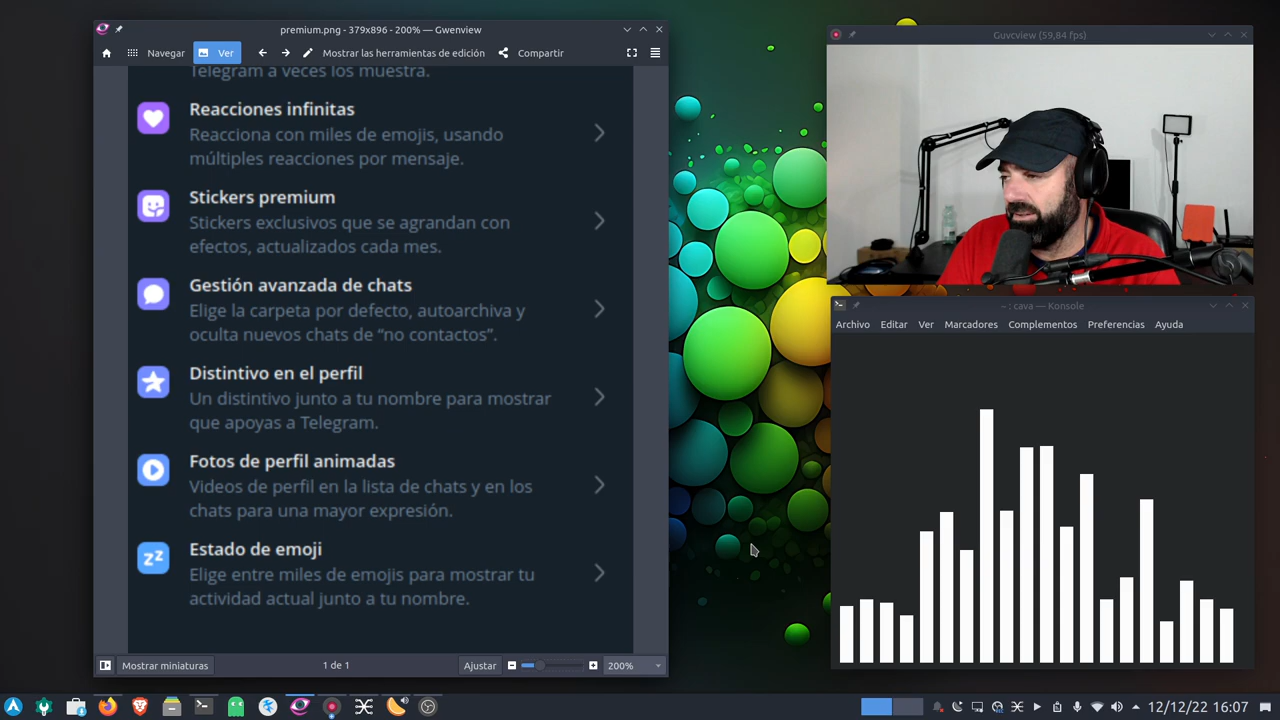 premium.png - 379x896 - 200% — Gwenview
Navegar
Ver
Mostrar las herramientas de edición
Compartir
Telegram a veces los muestra.
Reacciones infinitas
Reacciona con miles de emojis, usando
múltiples reacciones por mensaje.
Stickers premium
Stickers exclusivos que se agrandan con
efectos, actualizados cada mes.
Gestión avanzada de chats
Elige la carpeta por defecto, autoarchiva y
oculta nuevos chats de “no contactos”.
Distintivo en el perfil
Un distintivo junto a tu nombre para mostrar
que apoyas a Telegram.
Fotos de perfil animadas
Videos de perfil en la lista de chats y en los
chats para una mayor expresión.
Estado de emoji
zz
Elige entre miles de emojis para mostrar tu
actividad actual junto a tu nombre.
Mostrar miniaturas
1 de 1
Ajustar
200%
Guvcview (59,84 fps)
~ : cava — Konsole
Archivo Editar Ver Marcadores Complementos Preferencias Ayuda
12/12/22 16:07